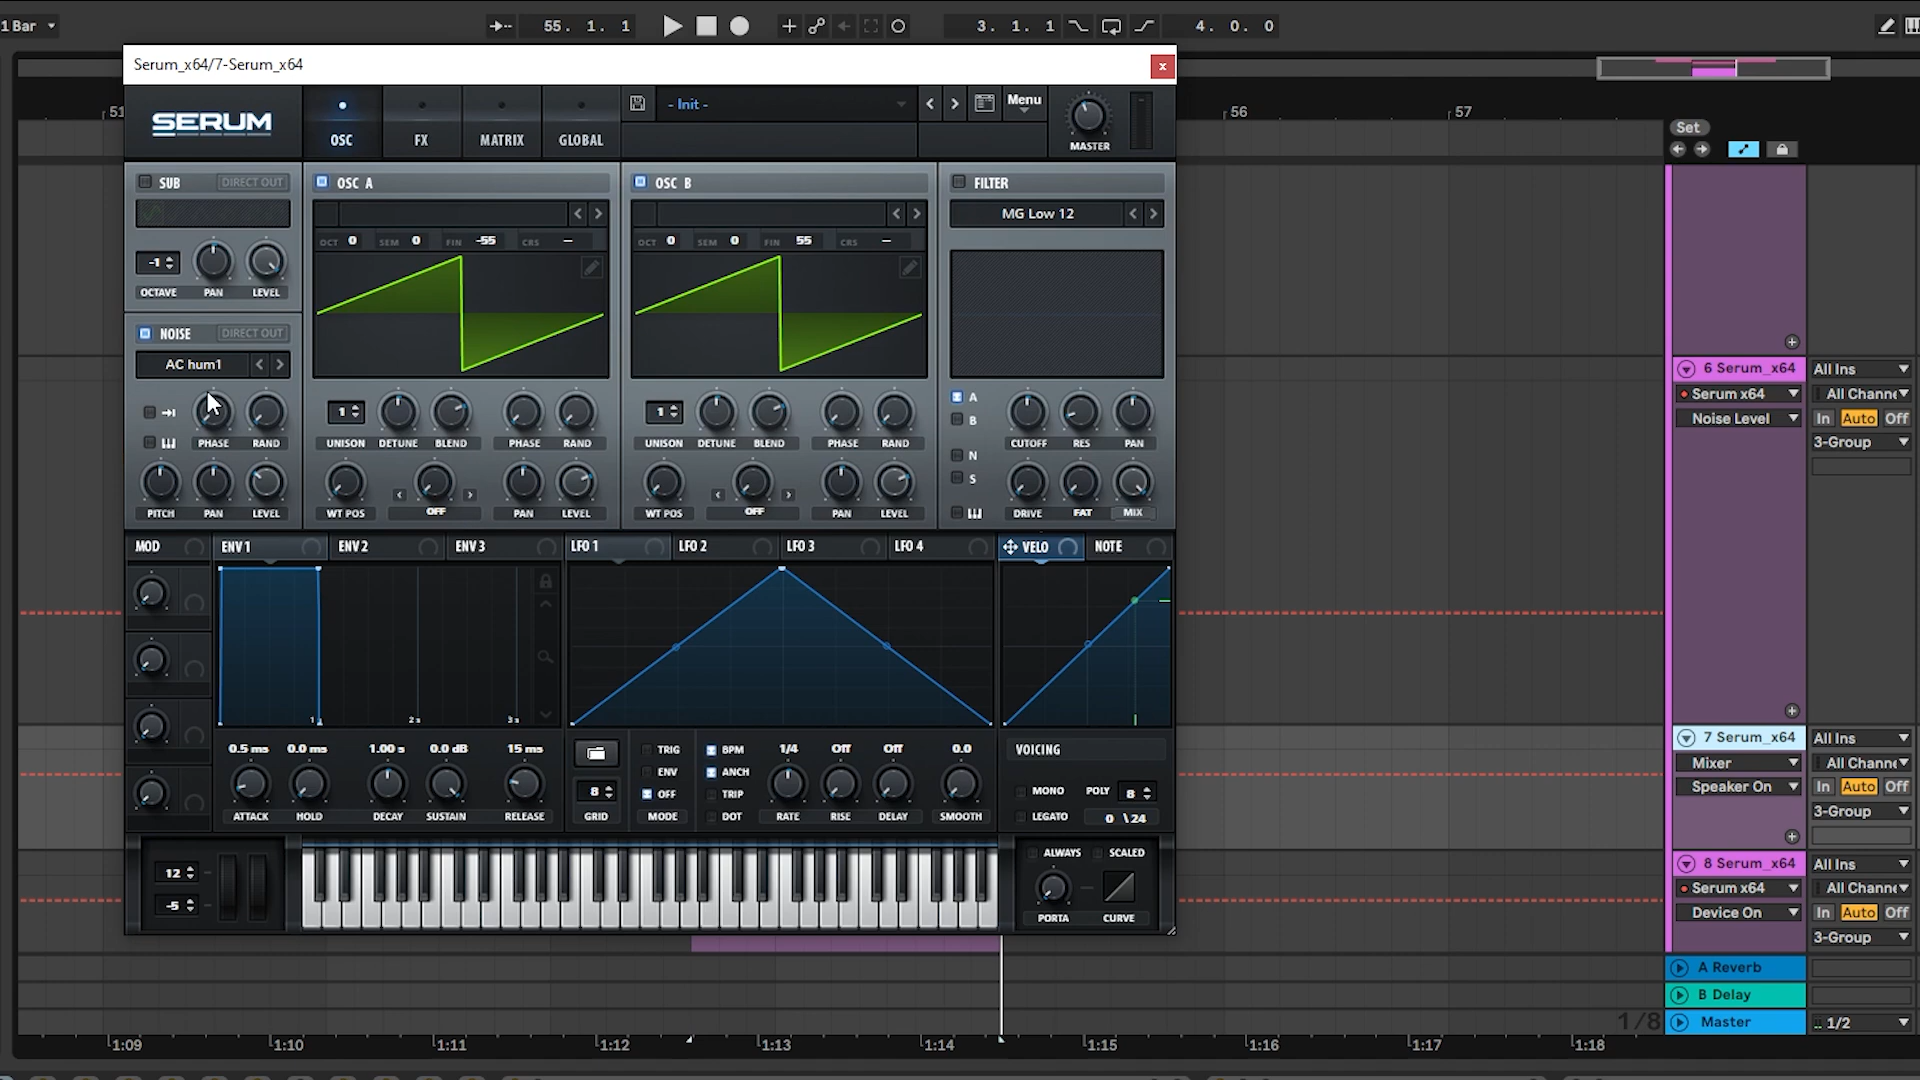 1 Bar
55. 1. 1
3. 1. 1
4. 0. 0
Serum_x64/7-Serum_x64
x
SERUM
OSC
FX
MATRIX
GLOBAL
- Init -
Menu
MASTER
51
56
57
Set
SUB
DIRECT OUT
OSC A
OSC B
FILTER
MG Low 12
OCT 0 SEM 0 FIN -55 CRS –
OCT 0 SEM 0 FIN 55 CRS –
-1
OCTAVE PAN LEVEL
NOISE
DIRECT OUT
AC hum1
PHASE RAND
PITCH PAN LEVEL
1
UNISON DETUNE BLEND PHASE RAND
WT POS OFF PAN LEVEL
1
UNISON DETUNE BLEND PHASE RAND
WT POS OFF PAN LEVEL
A
B
N
S
CUTOFF RES PAN
DRIVE FAT MIX
MOD ENV 1 ENV 2 ENV 3 LFO 1 LFO 2 LFO 3 LFO 4 VELO NOTE
2 s
3 s
0.5 ms 0.0 ms 1.00 s 0.0 dB 15 ms
ATTACK HOLD DECAY SUSTAIN RELEASE
8
GRID
TRIG
ENV
OFF
MODE
BPM
ANCH
TRIP
DOT
1/4 Off Off 0.0
RATE RISE DELAY SMOOTH
VOICING
MONO POLY 8
LEGATO 0 \24
12
-5
ALWAYS SCALED
PORTA CURVE
6 Serum_x64 All Ins
Serum x64 All Channe
Noise Level In Auto Off
3-Group
7 Serum_x64 All Ins
Mixer All Channe
Speaker On In Auto Off
3-Group
8 Serum_x64 All Ins
Serum x64 All Channe
Device On In Auto Off
3-Group
A Reverb
B Delay
1/8
Master
1/2
1:09 1:10 1:11 1:12 1:13 1:14 1:15 1:16 1:17 1:18